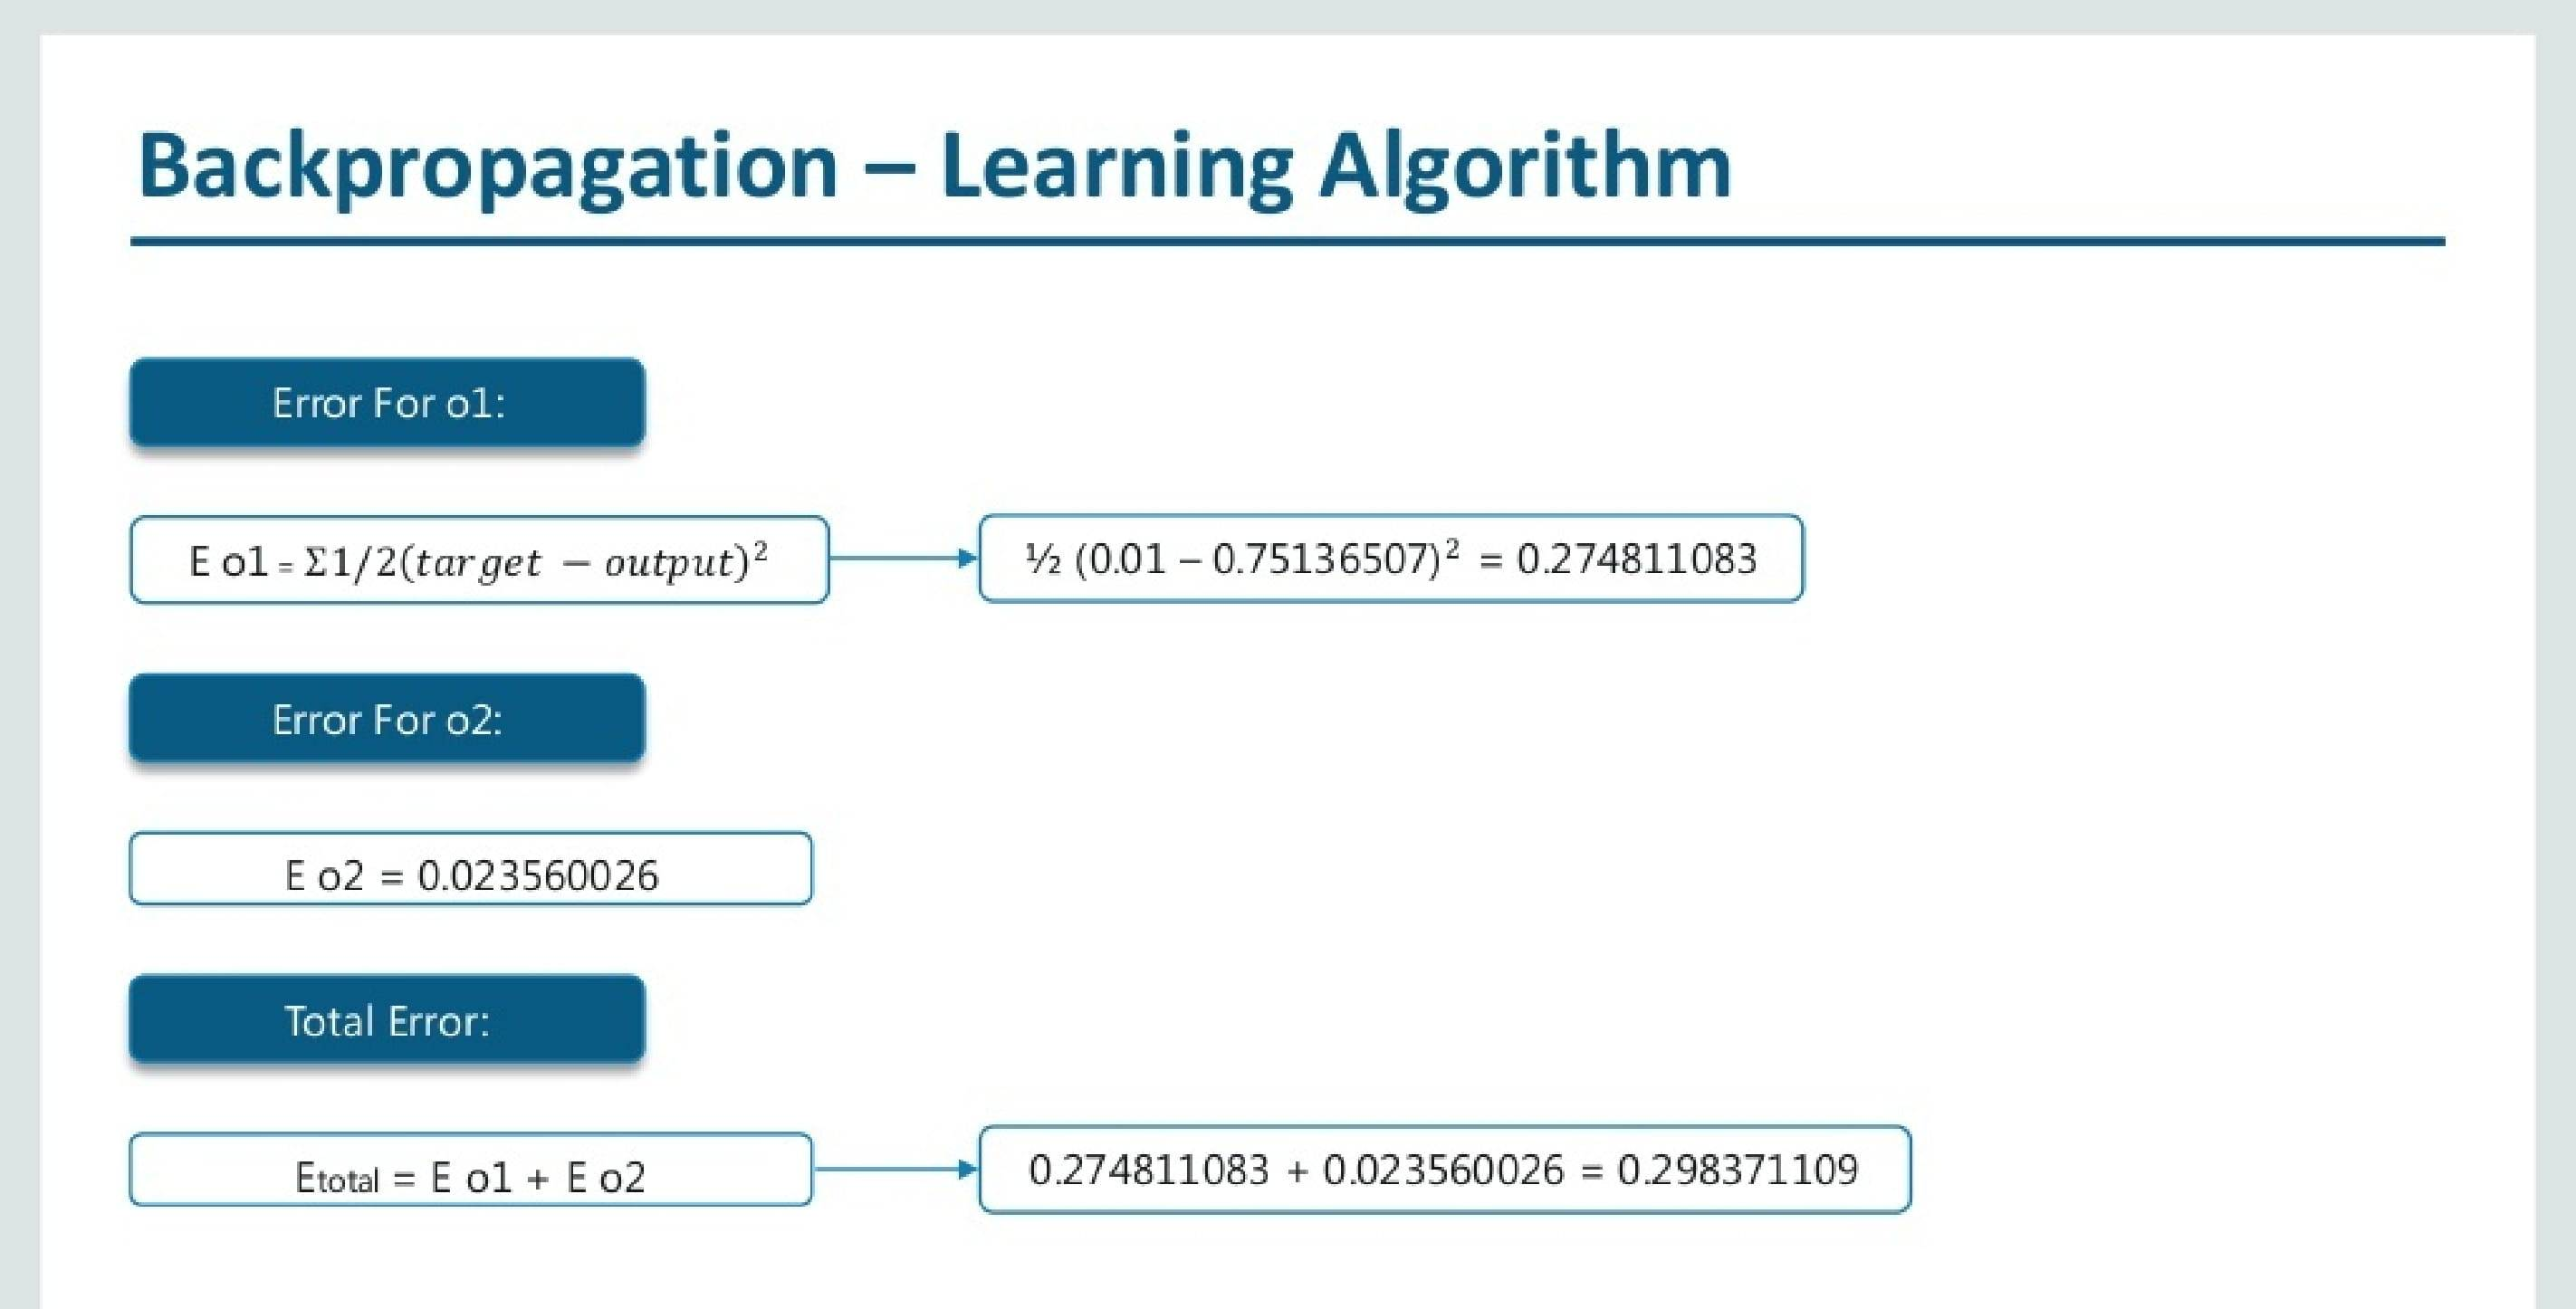 Backpropagation – Learning Algorithm
Error For o1:
E o1 = Σ1/2(target − output)²
½ (0.01 – 0.75136507)² = 0.274811083
Error For o2:
E o2 = 0.023560026
Total Error:
Etotal = E o1 + E o2
0.274811083 + 0.023560026 = 0.298371109